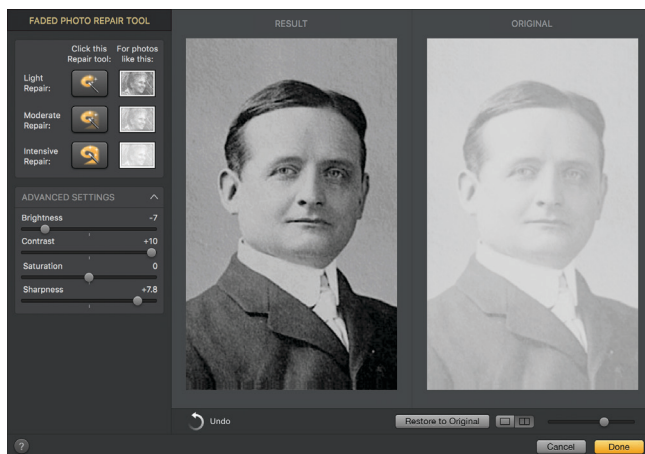 FADED PHOTO REPAIR TOOL
Click this
Repair tool:
For photos
like this:
Light
Repair:
Moderate
Repair:
Intensive
Repair:
ADVANCED SETTINGS
Brightness -7
Contrast +10
Saturation 0
Sharpness +7.8
RESULT
ORIGINAL
Undo
Restore to Original
?
Cancel
Done